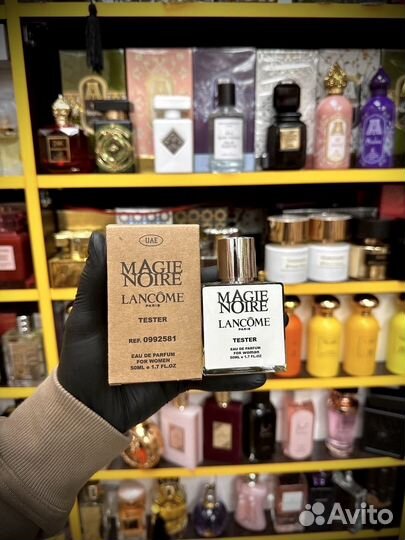 UAE
MAGIE
NOIRE
LANCÔME
PARIS
TESTER
REF. 0992581
EAU DE PARFUM
FOR WOMEN
50ML e 1.7 FL.OZ
MAGIE
NOIRE
LANCÔME
PARIS
TESTER
EAU DE PARFUM
FOR WOMEN
50ML e 1.7 FL.OZ
Avito